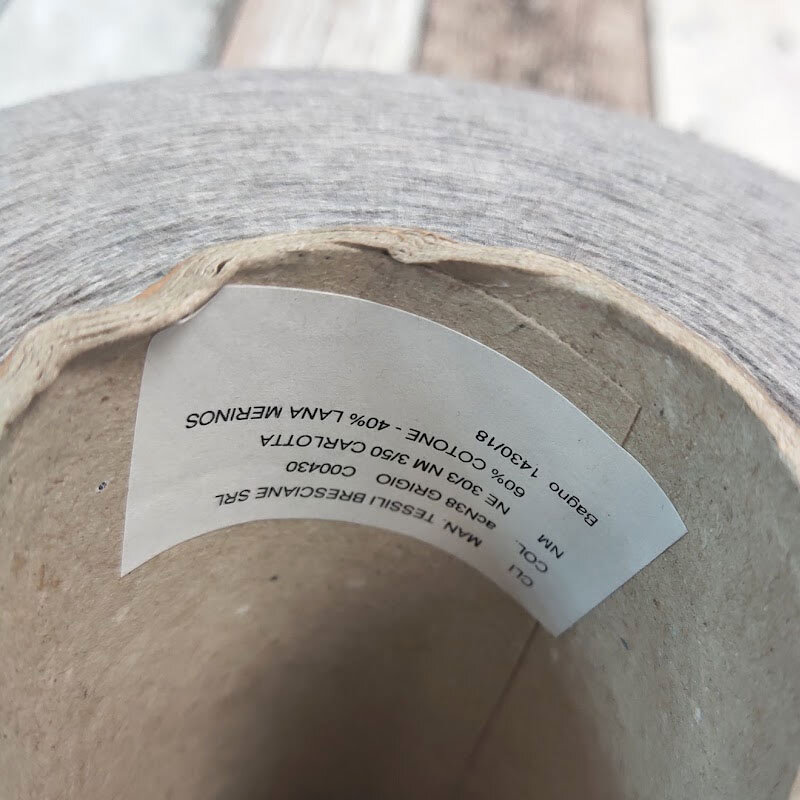 CLI MAN. TESSILI BRESCIANE SRL
COL. acN38 GRIGIO C00430
NM NE 30/3 NM 3/50 CARLOTTA
60% COTONE - 40% LANA MERINOS
Bagno 1430/18